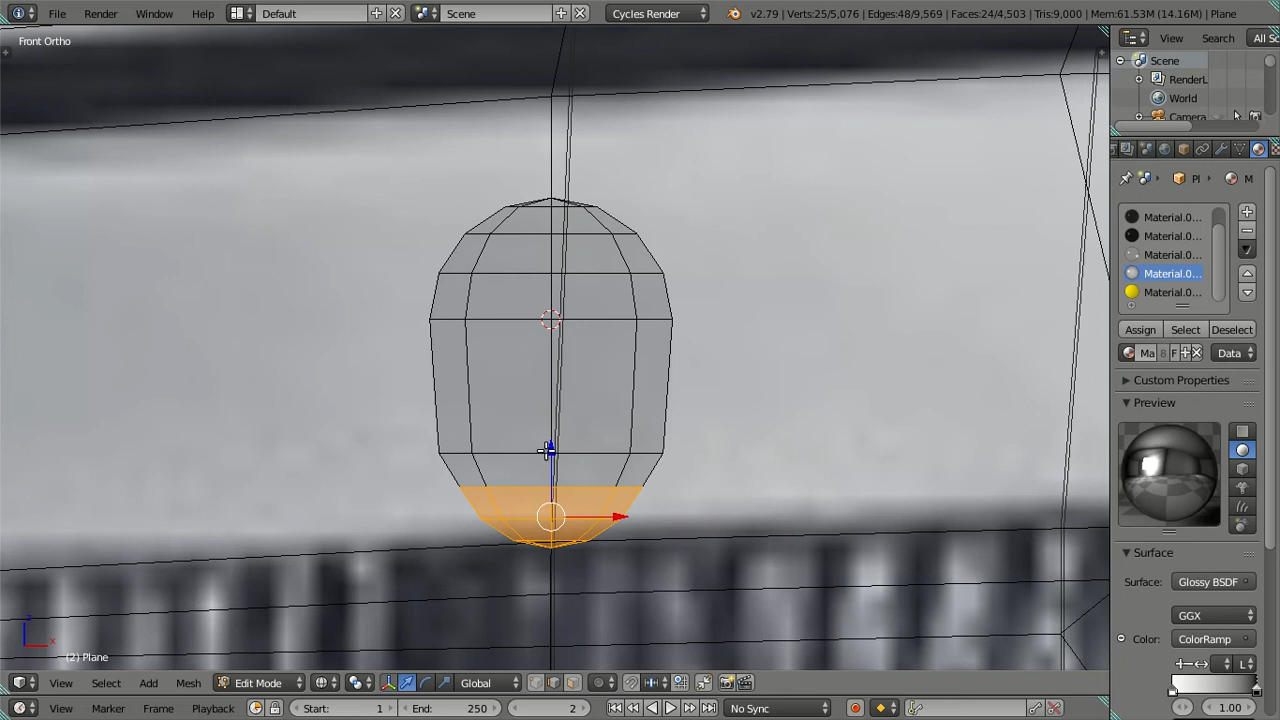 File Render Window Help Default Scene Cycles Render v2.79 | Verts:25/5,076 | Edges:48/9,569 | Faces:24/4,503 | Tris:9,000 | Mem:61.53M (14.16M) | Plane
Front Ortho
View Search All Sc
Scene
RenderL
World
Camera
Pl M
Material.0...
Material.0...
Material.0...
Material.0...
Material.0...
Assign Select Deselect
Ma 8 F Data
Custom Properties
Preview
Surface
Surface: Glossy BSDF
GGX
Color: ColorRamp
L
1.00
z
x
(2) Plane
View Select Add Mesh Edit Mode Global
View Marker Frame Playback Start: 1 End: 250 2 No Sync